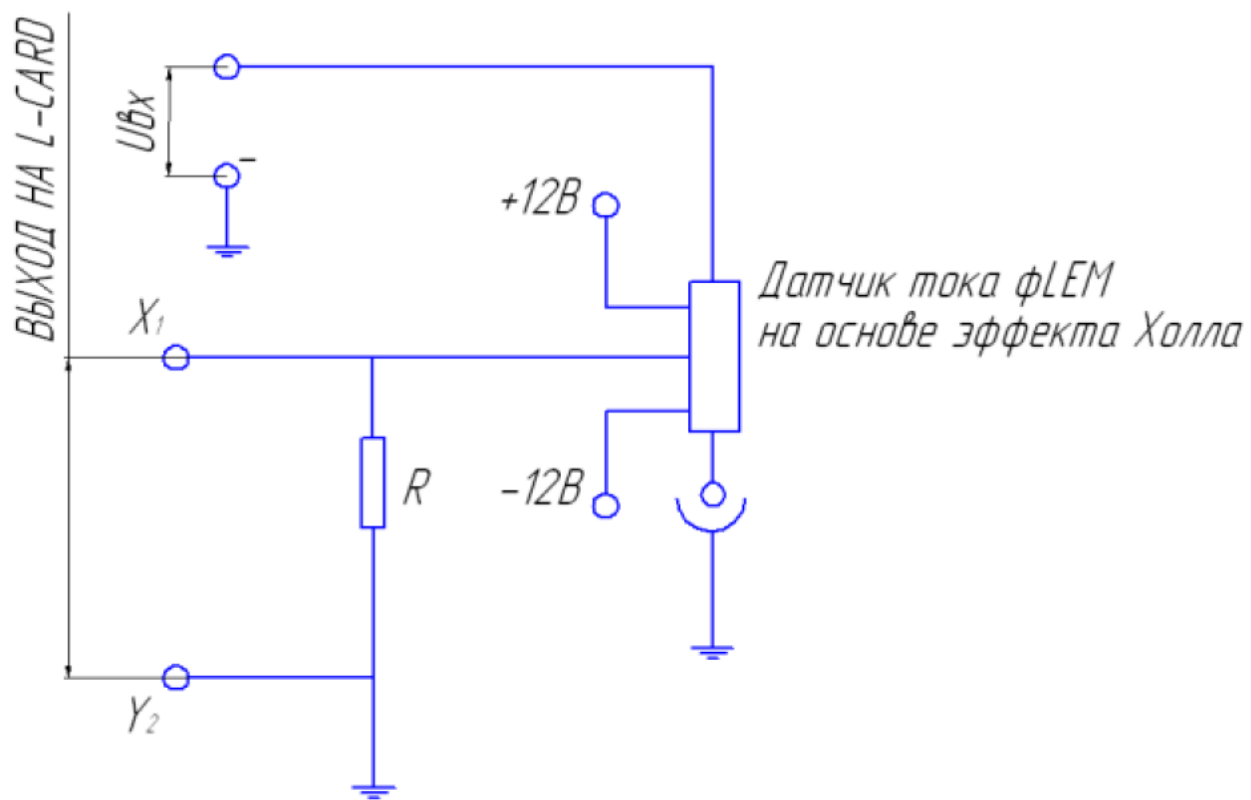 ВЫХОД НА L-CARD
Uвх
-
+12В
Датчик тока фLEM
на основе эффекта Холла
X₁
R
-12В
Y₂